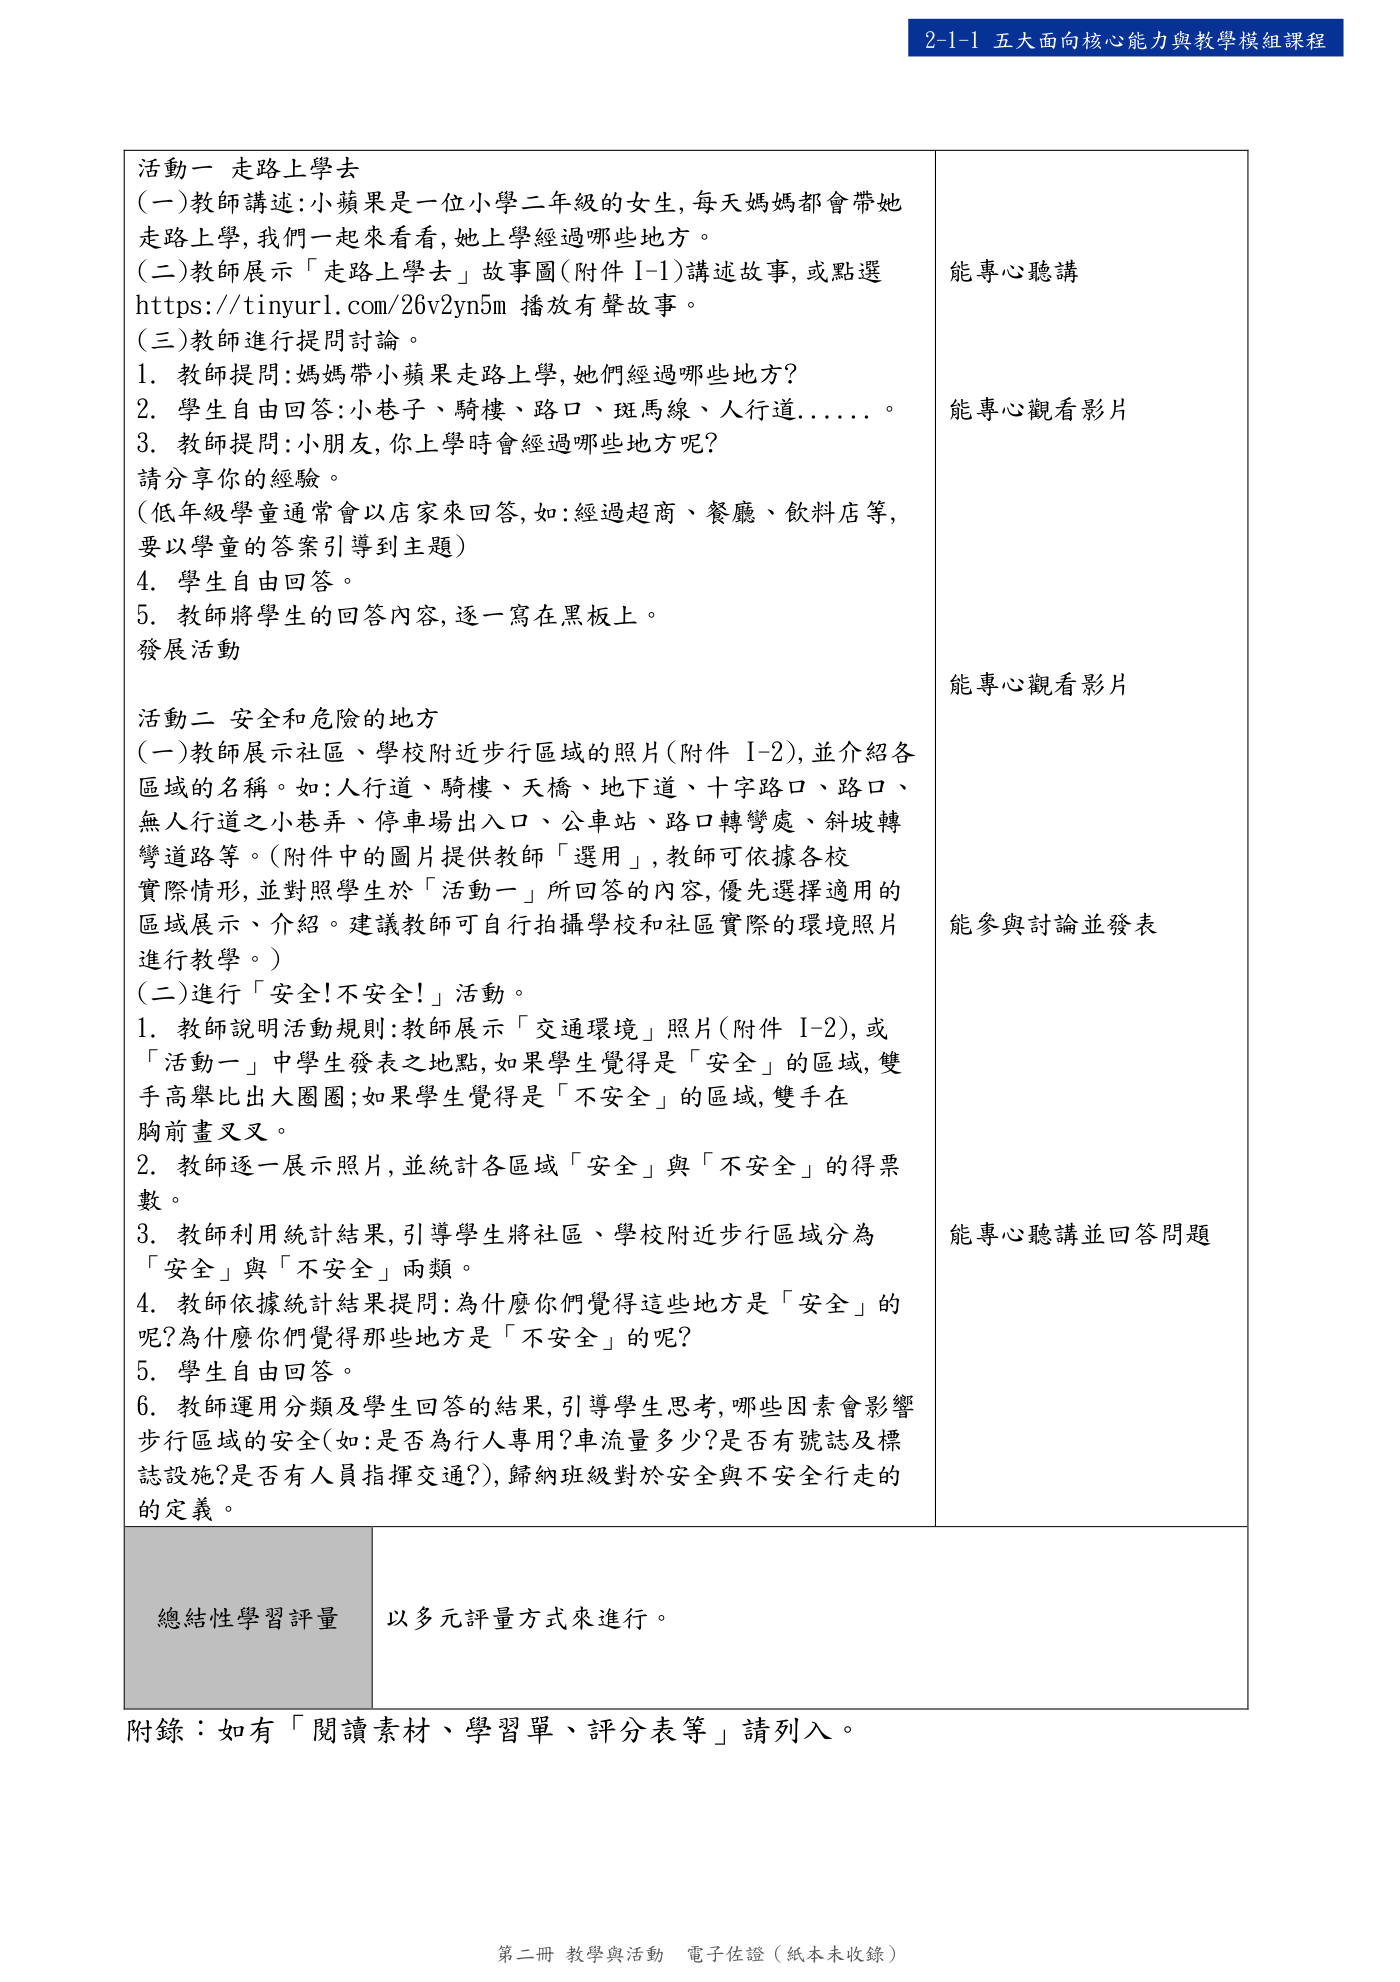 2-1-1 五大面向核心能力與教學模組課程
活動一 走路上學去
(一)教師講述:小蘋果是一位小學二年級的女生,每天媽媽都會帶她
走路上學,我們一起來看看,她上學經過哪些地方。
(二)教師展示「走路上學去」故事圖(附件 I-1)講述故事,或點選
能專心聽講
https://tinyurl.com/26v2yn5m 播放有聲故事。
(三)教師進行提問討論。
1. 教師提問:媽媽帶小蘋果走路上學,她們經過哪些地方?
2. 學生自由回答:小巷子、騎樓、路口、斑馬線、人行道......。
能專心觀看影片
3. 教師提問:小朋友,你上學時會經過哪些地方呢?
請分享你的經驗。
(低年級學童通常會以店家來回答,如:經過超商、餐廳、飲料店等,
要以學童的答案引導到主題)
4. 學生自由回答。
5. 教師將學生的回答內容,逐一寫在黑板上。
發展活動
能專心觀看影片
活動二 安全和危險的地方
(一)教師展示社區、學校附近步行區域的照片(附件 I-2),並介紹各
區域的名稱。如:人行道、騎樓、天橋、地下道、十字路口、路口、
無人行道之小巷弄、停車場出入口、公車站、路口轉彎處、斜坡轉
彎道路等。(附件中的圖片提供教師「選用」,教師可依據各校
實際情形,並對照學生於「活動一」所回答的內容,優先選擇適用的
區域展示、介紹。建議教師可自行拍攝學校和社區實際的環境照片
能參與討論並發表
進行教學。)
(二)進行「安全!不安全!」活動。
1. 教師說明活動規則:教師展示「交通環境」照片(附件 I-2),或
「活動一」中學生發表之地點,如果學生覺得是「安全」的區域,雙
手高舉比出大圈圈;如果學生覺得是「不安全」的區域,雙手在
胸前畫叉叉。
2. 教師逐一展示照片,並統計各區域「安全」與「不安全」的得票
數。
3. 教師利用統計結果,引導學生將社區、學校附近步行區域分為
能專心聽講並回答問題
「安全」與「不安全」兩類。
4. 教師依據統計結果提問:為什麼你們覺得這些地方是「安全」的
呢?為什麼你們覺得那些地方是「不安全」的呢?
5. 學生自由回答。
6. 教師運用分類及學生回答的結果,引導學生思考,哪些因素會影響
步行區域的安全(如:是否為行人專用?車流量多少?是否有號誌及標
誌設施?是否有人員指揮交通?),歸納班級對於安全與不安全行走的
的定義。
總結性學習評量
以多元評量方式來進行。
附錄：如有「閱讀素材、學習單、評分表等」請列入。
第二冊 教學與活動 電子佐證（紙本未收錄）